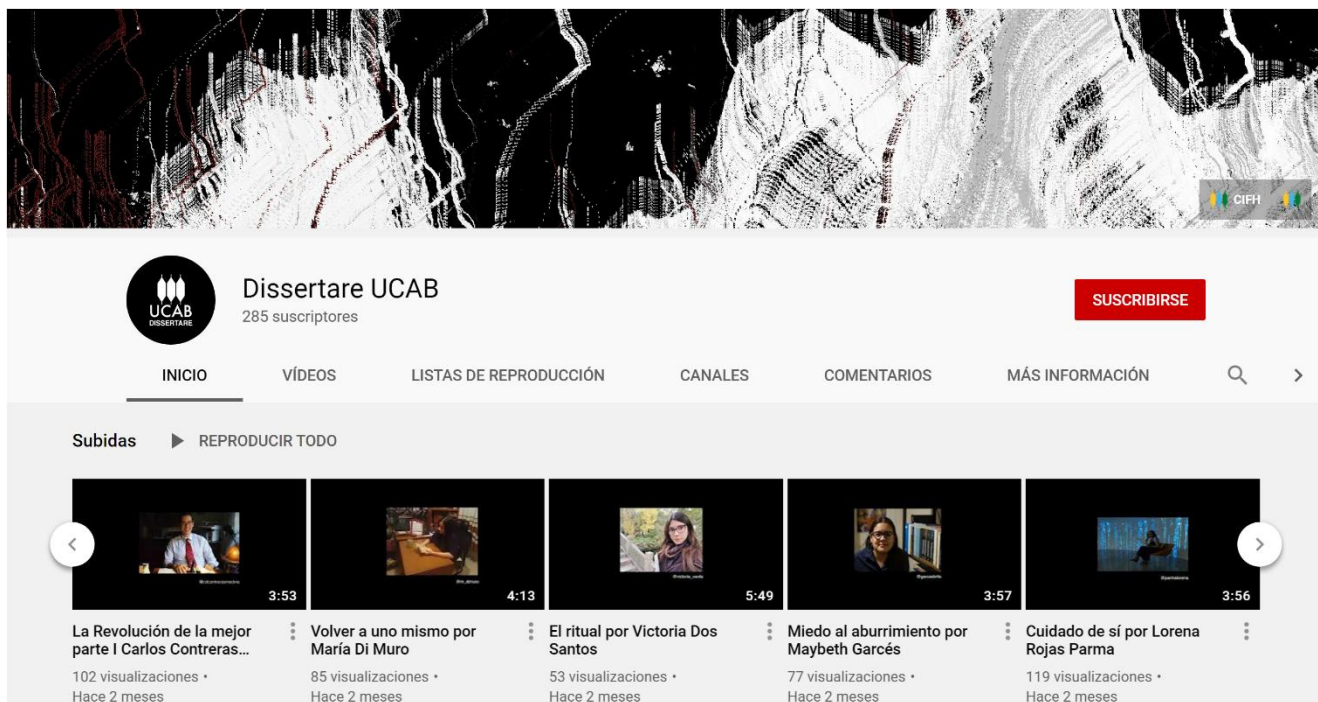 CIFH
UCAB
DISSERTARE
Dissertare UCAB
285 suscriptores
SUSCRIBIRSE
INICIO VÍDEOS LISTAS DE REPRODUCCIÓN CANALES COMENTARIOS MÁS INFORMACIÓN
Subidas REPRODUCIR TODO
3:53 4:13 5:49 3:57 3:56
La Revolución de la mejor
parte I Carlos Contreras...
102 visualizaciones •
Hace 2 meses
Volver a uno mismo por
María Di Muro
85 visualizaciones •
Hace 2 meses
El ritual por Victoria Dos
Santos
53 visualizaciones •
Hace 2 meses
Miedo al aburrimiento por
Maybeth Garcés
77 visualizaciones •
Hace 2 meses
Cuidado de sí por Lorena
Rojas Parma
119 visualizaciones •
Hace 2 meses